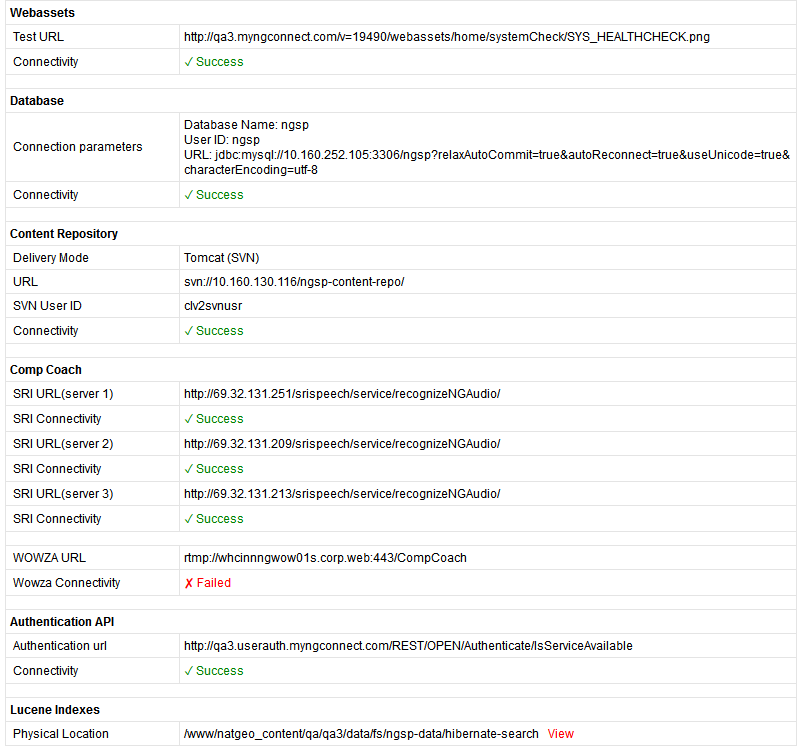 Webassets
Test URL http://qa3.myngconnect.com/v=19490/webassets/home/systemCheck/SYS_HEALTHCHECK.png
Connectivity ✓ Success
Database
Connection parameters Database Name: ngsp
User ID: ngsp
URL: jdbc:mysql://10.160.252.105:3306/ngsp?relaxAutoCommit=true&autoReconnect=true&useUnicode=true&
characterEncoding=utf-8
Connectivity ✓ Success
Content Repository
Delivery Mode Tomcat (SVN)
URL svn://10.160.130.116/ngsp-content-repo/
SVN User ID clv2svnusr
Connectivity ✓ Success
Comp Coach
SRI URL(server 1) http://69.32.131.251/srispeech/service/recognizeNGAudio/
SRI Connectivity ✓ Success
SRI URL(server 2) http://69.32.131.209/srispeech/service/recognizeNGAudio/
SRI Connectivity ✓ Success
SRI URL(server 3) http://69.32.131.213/srispeech/service/recognizeNGAudio/
SRI Connectivity ✓ Success
WOWZA URL rtmp://whcinnngwow01s.corp.web:443/CompCoach
Wowza Connectivity ✗ Failed
Authentication API
Authentication url http://qa3.userauth.myngconnect.com/REST/OPEN/Authenticate/IsServiceAvailable
Connectivity ✓ Success
Lucene Indexes
Physical Location /www/natgeo_content/qa/qa3/data/fs/ngsp-data/hibernate-search View